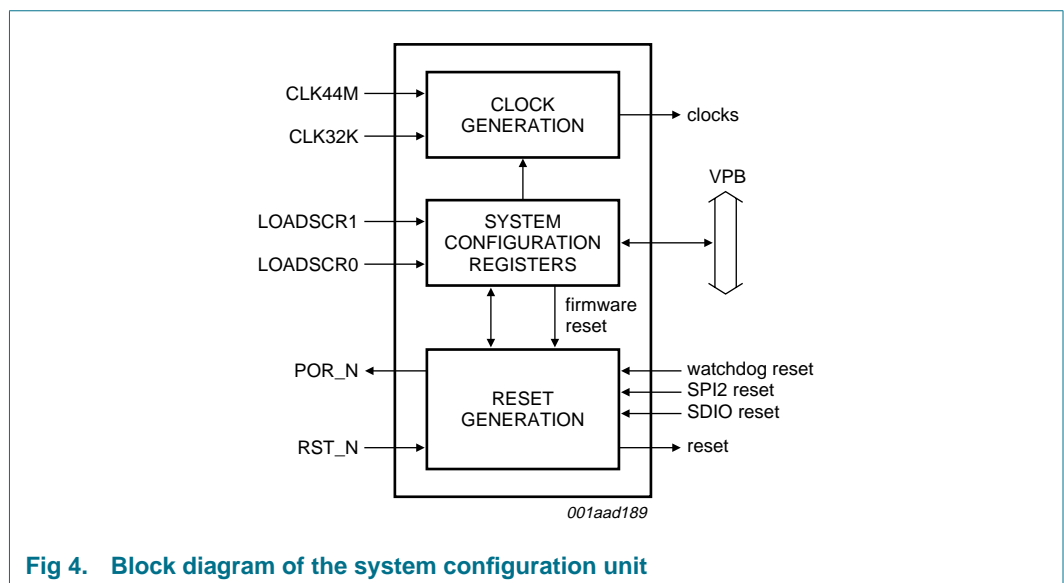 CLK44M
CLK32K
CLOCK
GENERATION
clocks
VPB
LOADSCR1
LOADSCR0
SYSTEM
CONFIGURATION
REGISTERS
firmware
reset
POR_N
RST_N
RESET
GENERATION
watchdog reset
SPI2 reset
SDIO reset
reset
001aad189
Fig 4. Block diagram of the system configuration unit